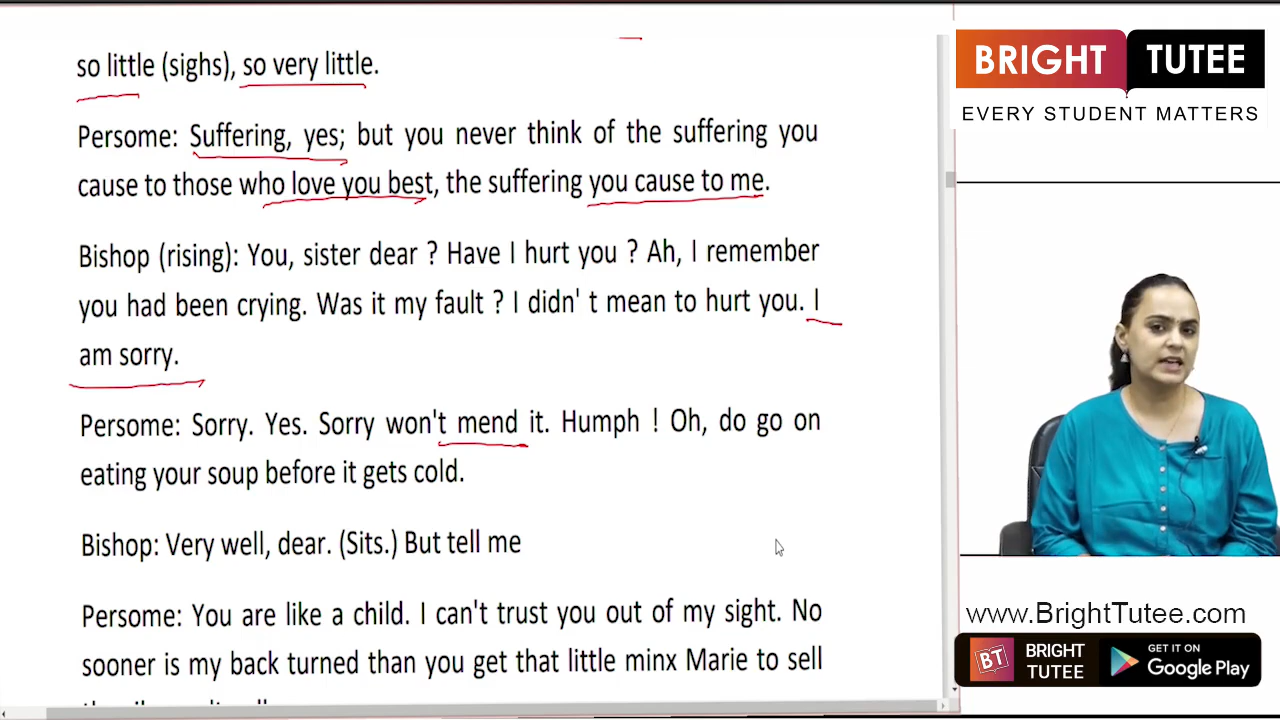 so little (sighs), so very little.
Persome: Suffering, yes; but you never think of the suffering you
cause to those who love you best, the suffering you cause to me.
Bishop (rising): You, sister dear ? Have I hurt you ? Ah, I remember
you had been crying. Was it my fault ? I didn' t mean to hurt you. I
am sorry.
Persome: Sorry. Yes. Sorry won't mend it. Humph ! Oh, do go on
eating your soup before it gets cold.
Bishop: Very well, dear. (Sits.) But tell me
Persome: You are like a child. I can't trust you out of my sight. No
sooner is my back turned than you get that little minx Marie to sell
BRIGHT TUTEE
EVERY STUDENT MATTERS
www.BrightTutee.com
BT BRIGHT TUTEE
GET IT ON
Google Play